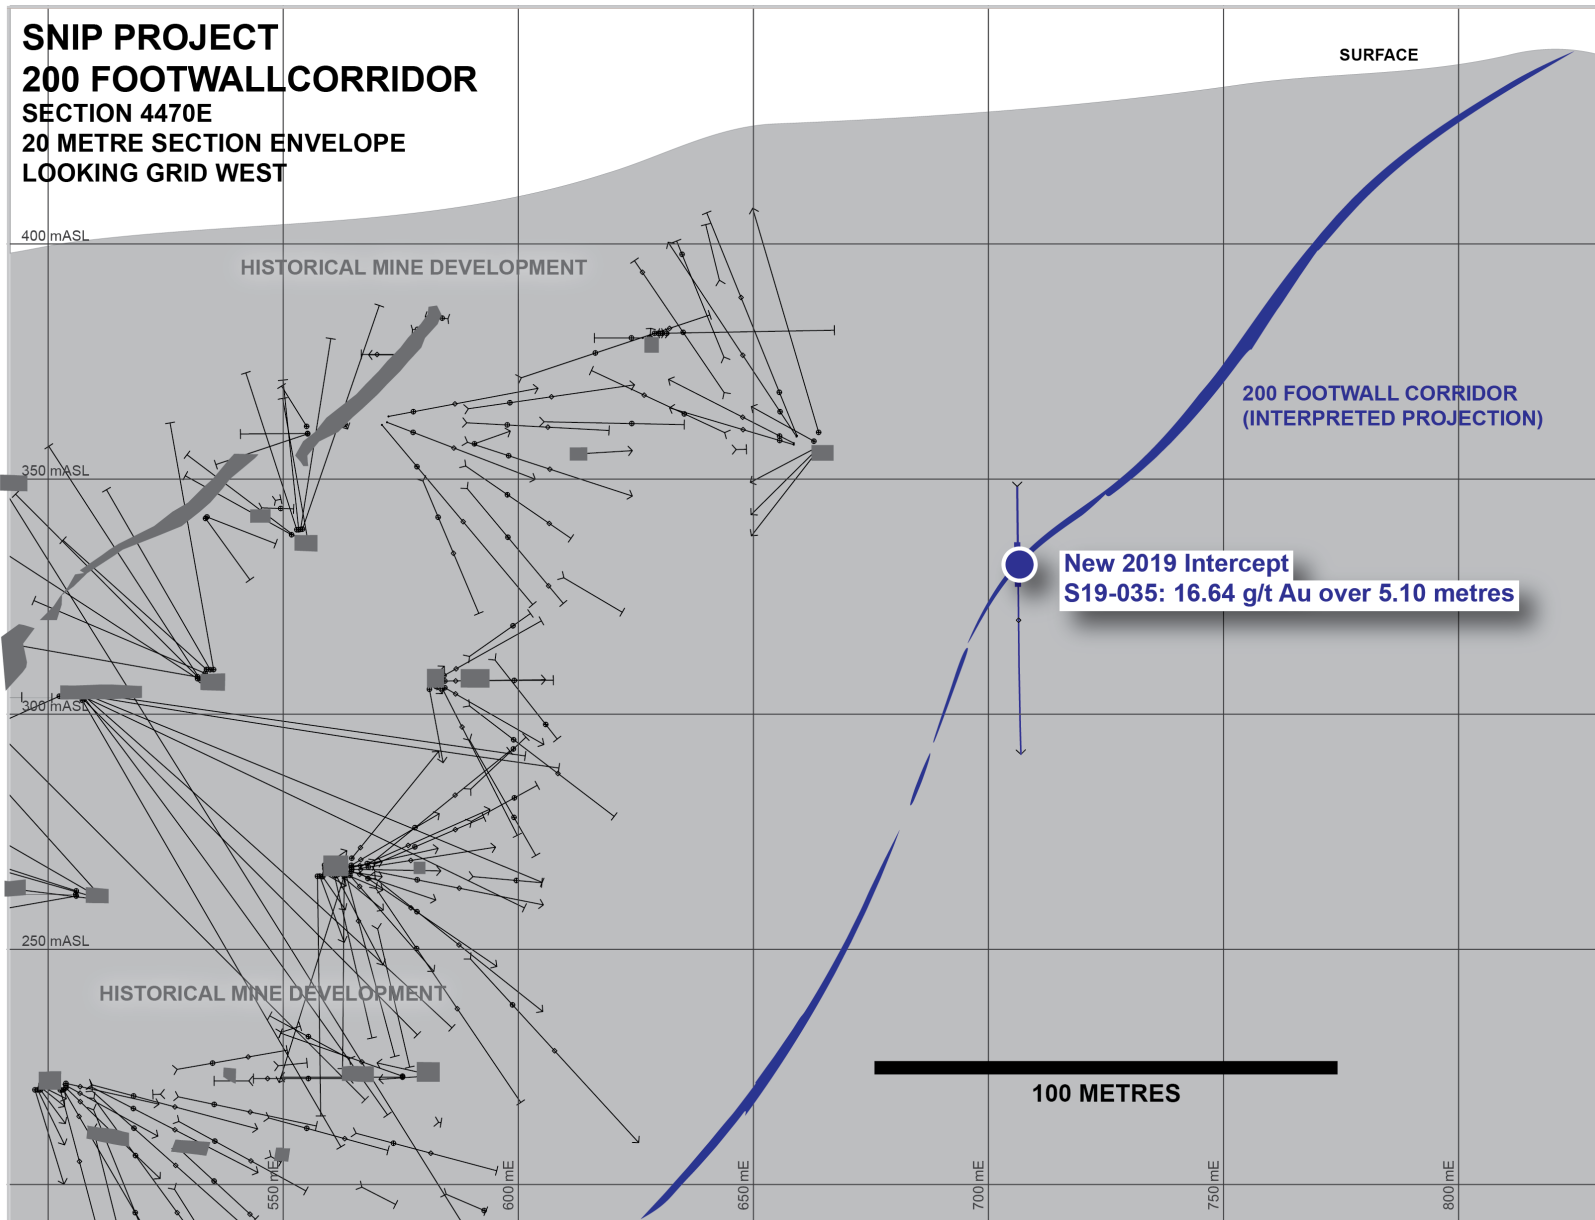 SNIP PROJECT
200 FOOTWALLCORRIDOR
SECTION 4470E
20 METRE SECTION ENVELOPE
LOOKING GRID WEST
SURFACE
400 mASL
HISTORICAL MINE DEVELOPMENT
200 FOOTWALL CORRIDOR
(INTERPRETED PROJECTION)
350 mASL
New 2019 Intercept
S19-035: 16.64 g/t Au over 5.10 metres
300 mASL
250 mASL
HISTORICAL MINE DEVELOPMENT
100 METRES
550 mE
600 mE
650 mE
700 mE
750 mE
800 mE